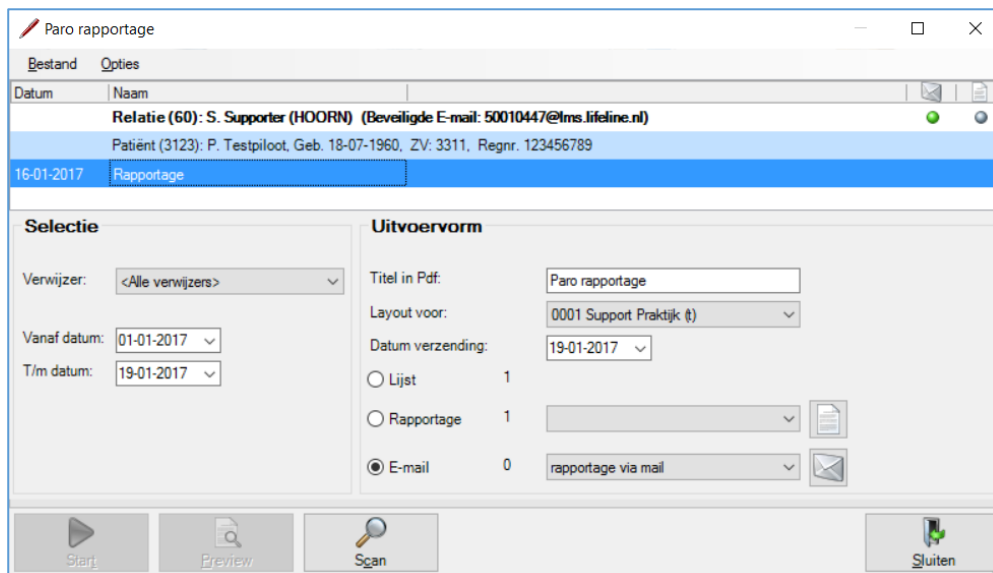 Paro rapportage
Bestand Opties
Datum Naam
Relatie (60): S. Supporter (HOORN) (Beveiligde E-mail: 50010447@lms.lifeline.nl)
Patiënt (3123): P. Testpiloot, Geb. 18-07-1960, ZV: 3311, Regnr. 123456789
16-01-2017 Rapportage
Selectie
Verwijzer: <Alle verwijzers>
Vanaf datum: 01-01-2017
T/m datum: 19-01-2017
Uitvoervorm
Titel in Pdf: Paro rapportage
Layout voor: 0001 Support Praktijk (t)
Datum verzending: 19-01-2017
Lijst 1
Rapportage 1
E-mail 0 rapportage via mail
Start Preview Scan Sluiten